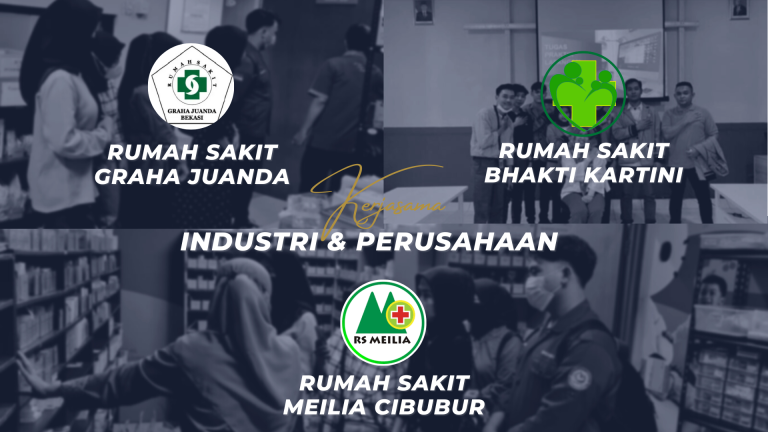 RUMAH SAKIT
GRAHA JUANDA
BEKASI
RUMAH SAKIT
GRAHA JUANDA
RUMAH SAKIT
BHAKTI KARTINI
Kerjasama
INDUSTRI & PERUSAHAAN
RS MEILIA
RUMAH SAKIT
MEILIA CIBUBUR